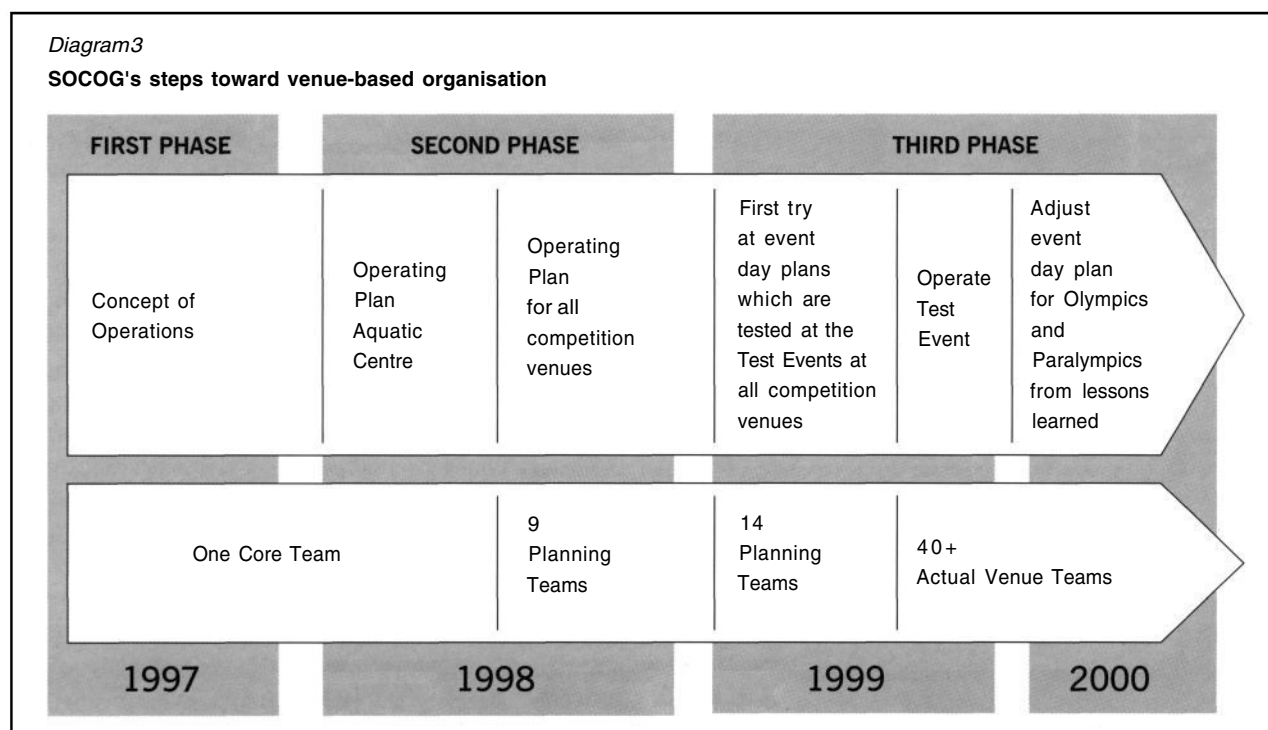 Diagram3
SOCOG's steps toward venue-based organisation
FIRST PHASE
SECOND PHASE
THIRD PHASE
Concept of
Operations
Operating
Plan
Aquatic
Centre
Operating
Plan
for all
competition
venues
First try
at event
day plans
which are
tested at the
Test Events at
all competition
venues
Operate
Test
Event
Adjust
event
day plan
for Olympics
and
Paralympics
from lessons
learned
One Core Team
9
Planning
Teams
14
Planning
Teams
40+
Actual Venue Teams
1997
1998
1999
2000